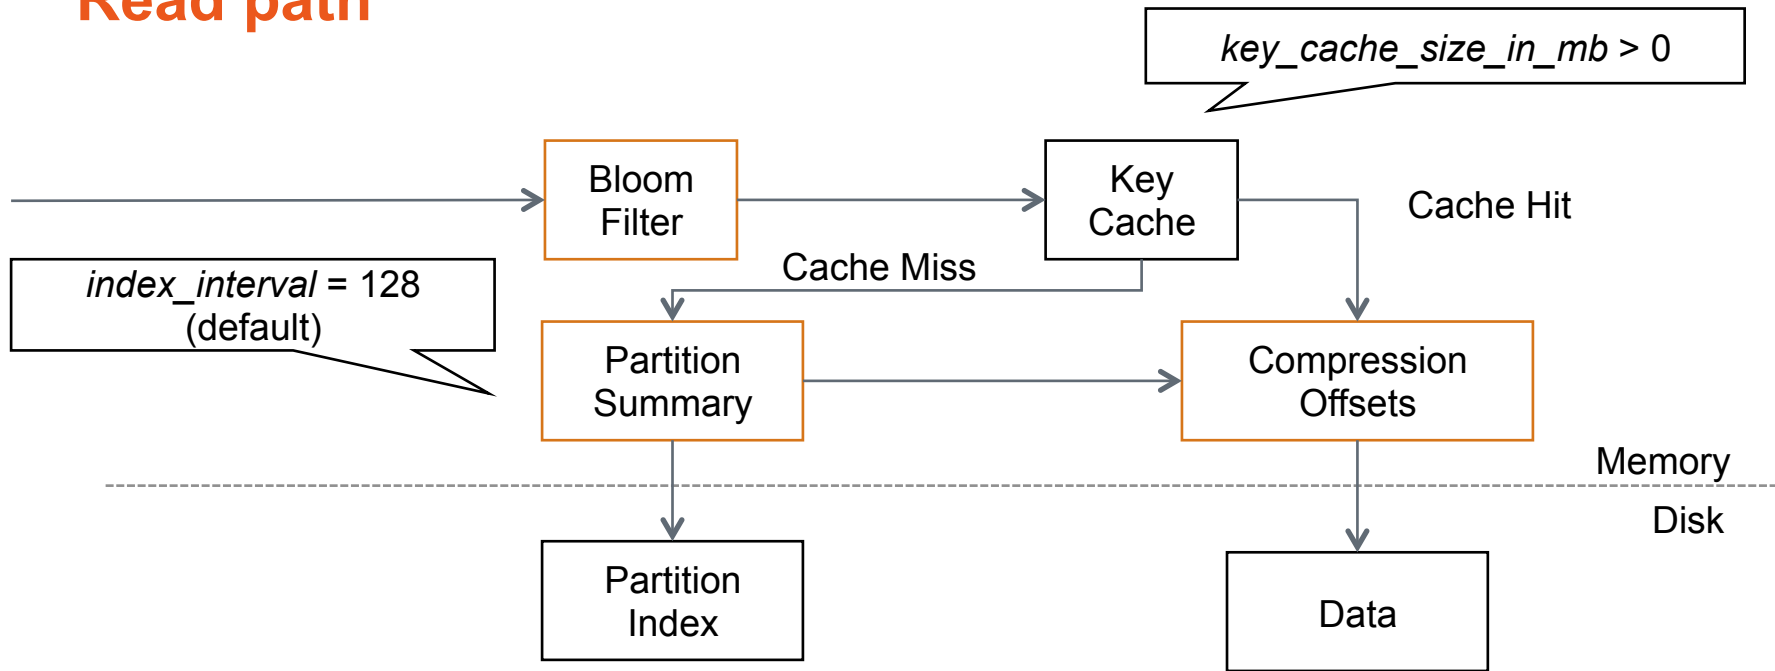 Read path
key_cache_size_in_mb > 0
Bloom
Filter
Key
Cache
Cache Hit
Cache Miss
index_interval = 128
(default)
Partition
Summary
Compression
Offsets
Memory
Disk
Partition
Index
Data